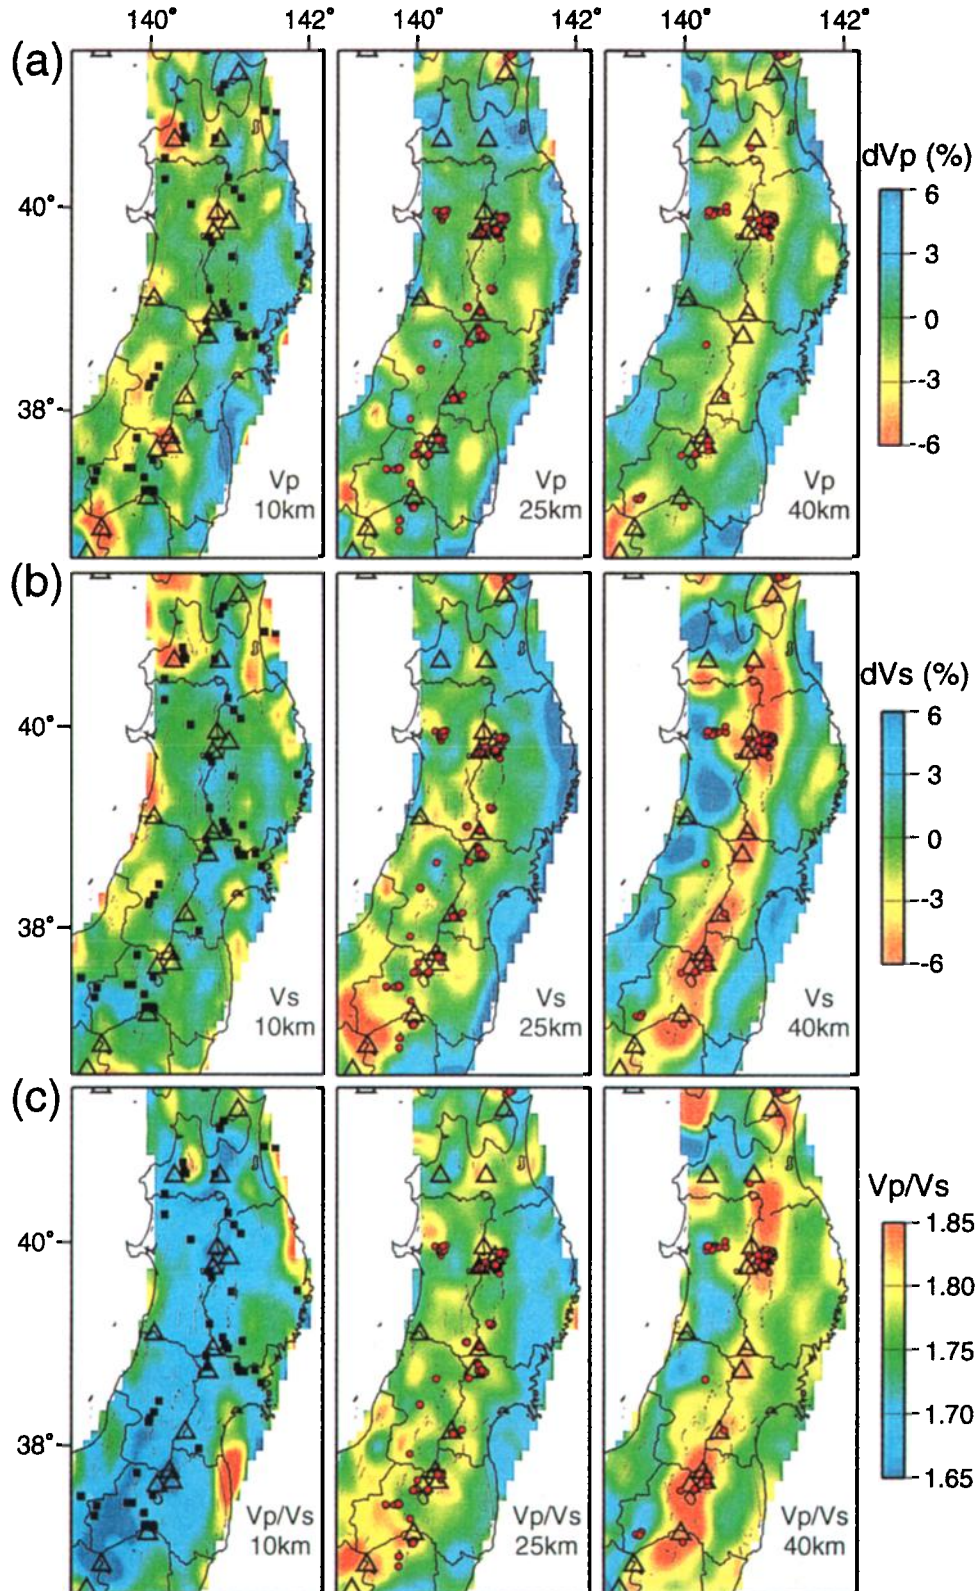 140° 142° 140° 142° 140° 142°
(a)
dVp (%)
6
3
0
-3
-6
40°
38°
Vp
10km
Vp
25km
Vp
40km
(b)
dVs (%)
6
3
0
-3
-6
40°
38°
Vs
10km
Vs
25km
Vs
40km
(c)
Vp/Vs
1.85
1.80
1.75
1.70
1.65
40°
38°
Vp/Vs
10km
Vp/Vs
25km
Vp/Vs
40km